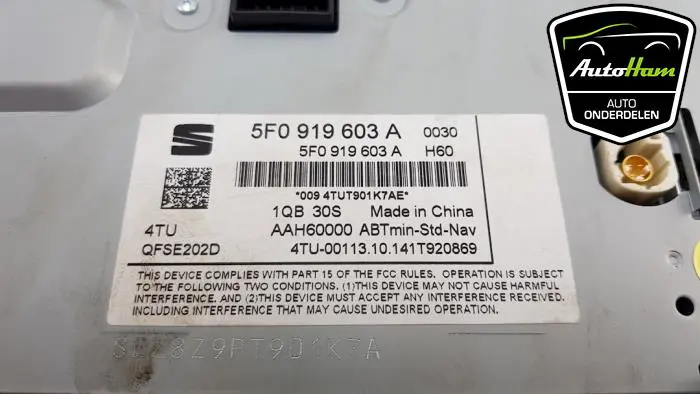 AutoHam
AUTO
ONDERDELEN
5F0 919 603 A 0030
5F0 919 603 A H60
*009 4TUT901K7AE*
1QB 30S Made in China
4TU AAH60000 ABTmin-Std-Nav
QFSE202D 4TU-00113.10.141T920869
THIS DEVICE COMPLIES WITH PART 15 OF THE FCC RULES. OPERATION IS SUBJECT
TO THE FOLLOWING TWO CONDITIONS. (1)THIS DEVICE MAY NOT CAUSE HARMFUL
INTERFERENCE, AND (2)THIS DEVICE MUST ACCEPT ANY INTERFERENCE RECEIVED,
INCLUDING INTERFERENCE THAT MAY CAUSE UNDESIRED OPERATION.